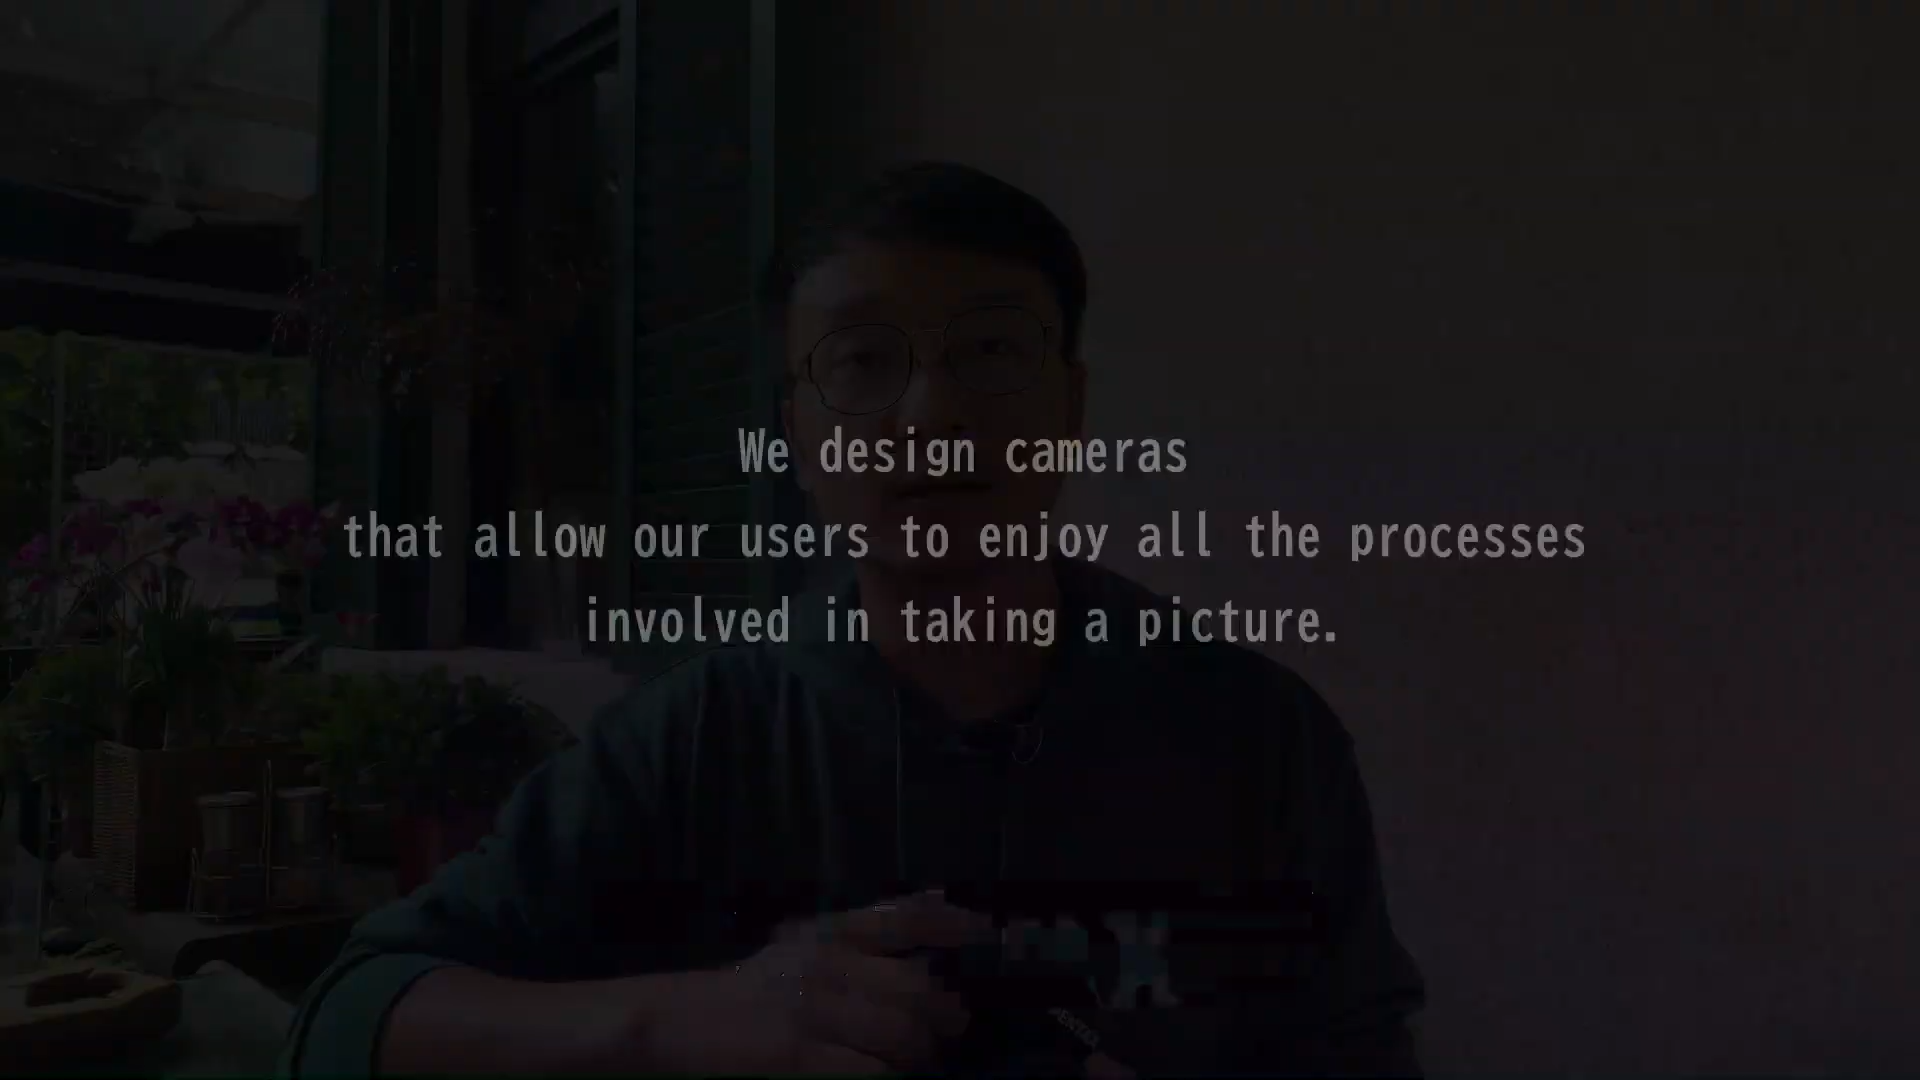 We design cameras
that allow our users to enjoy all the processes
involved in taking a picture.